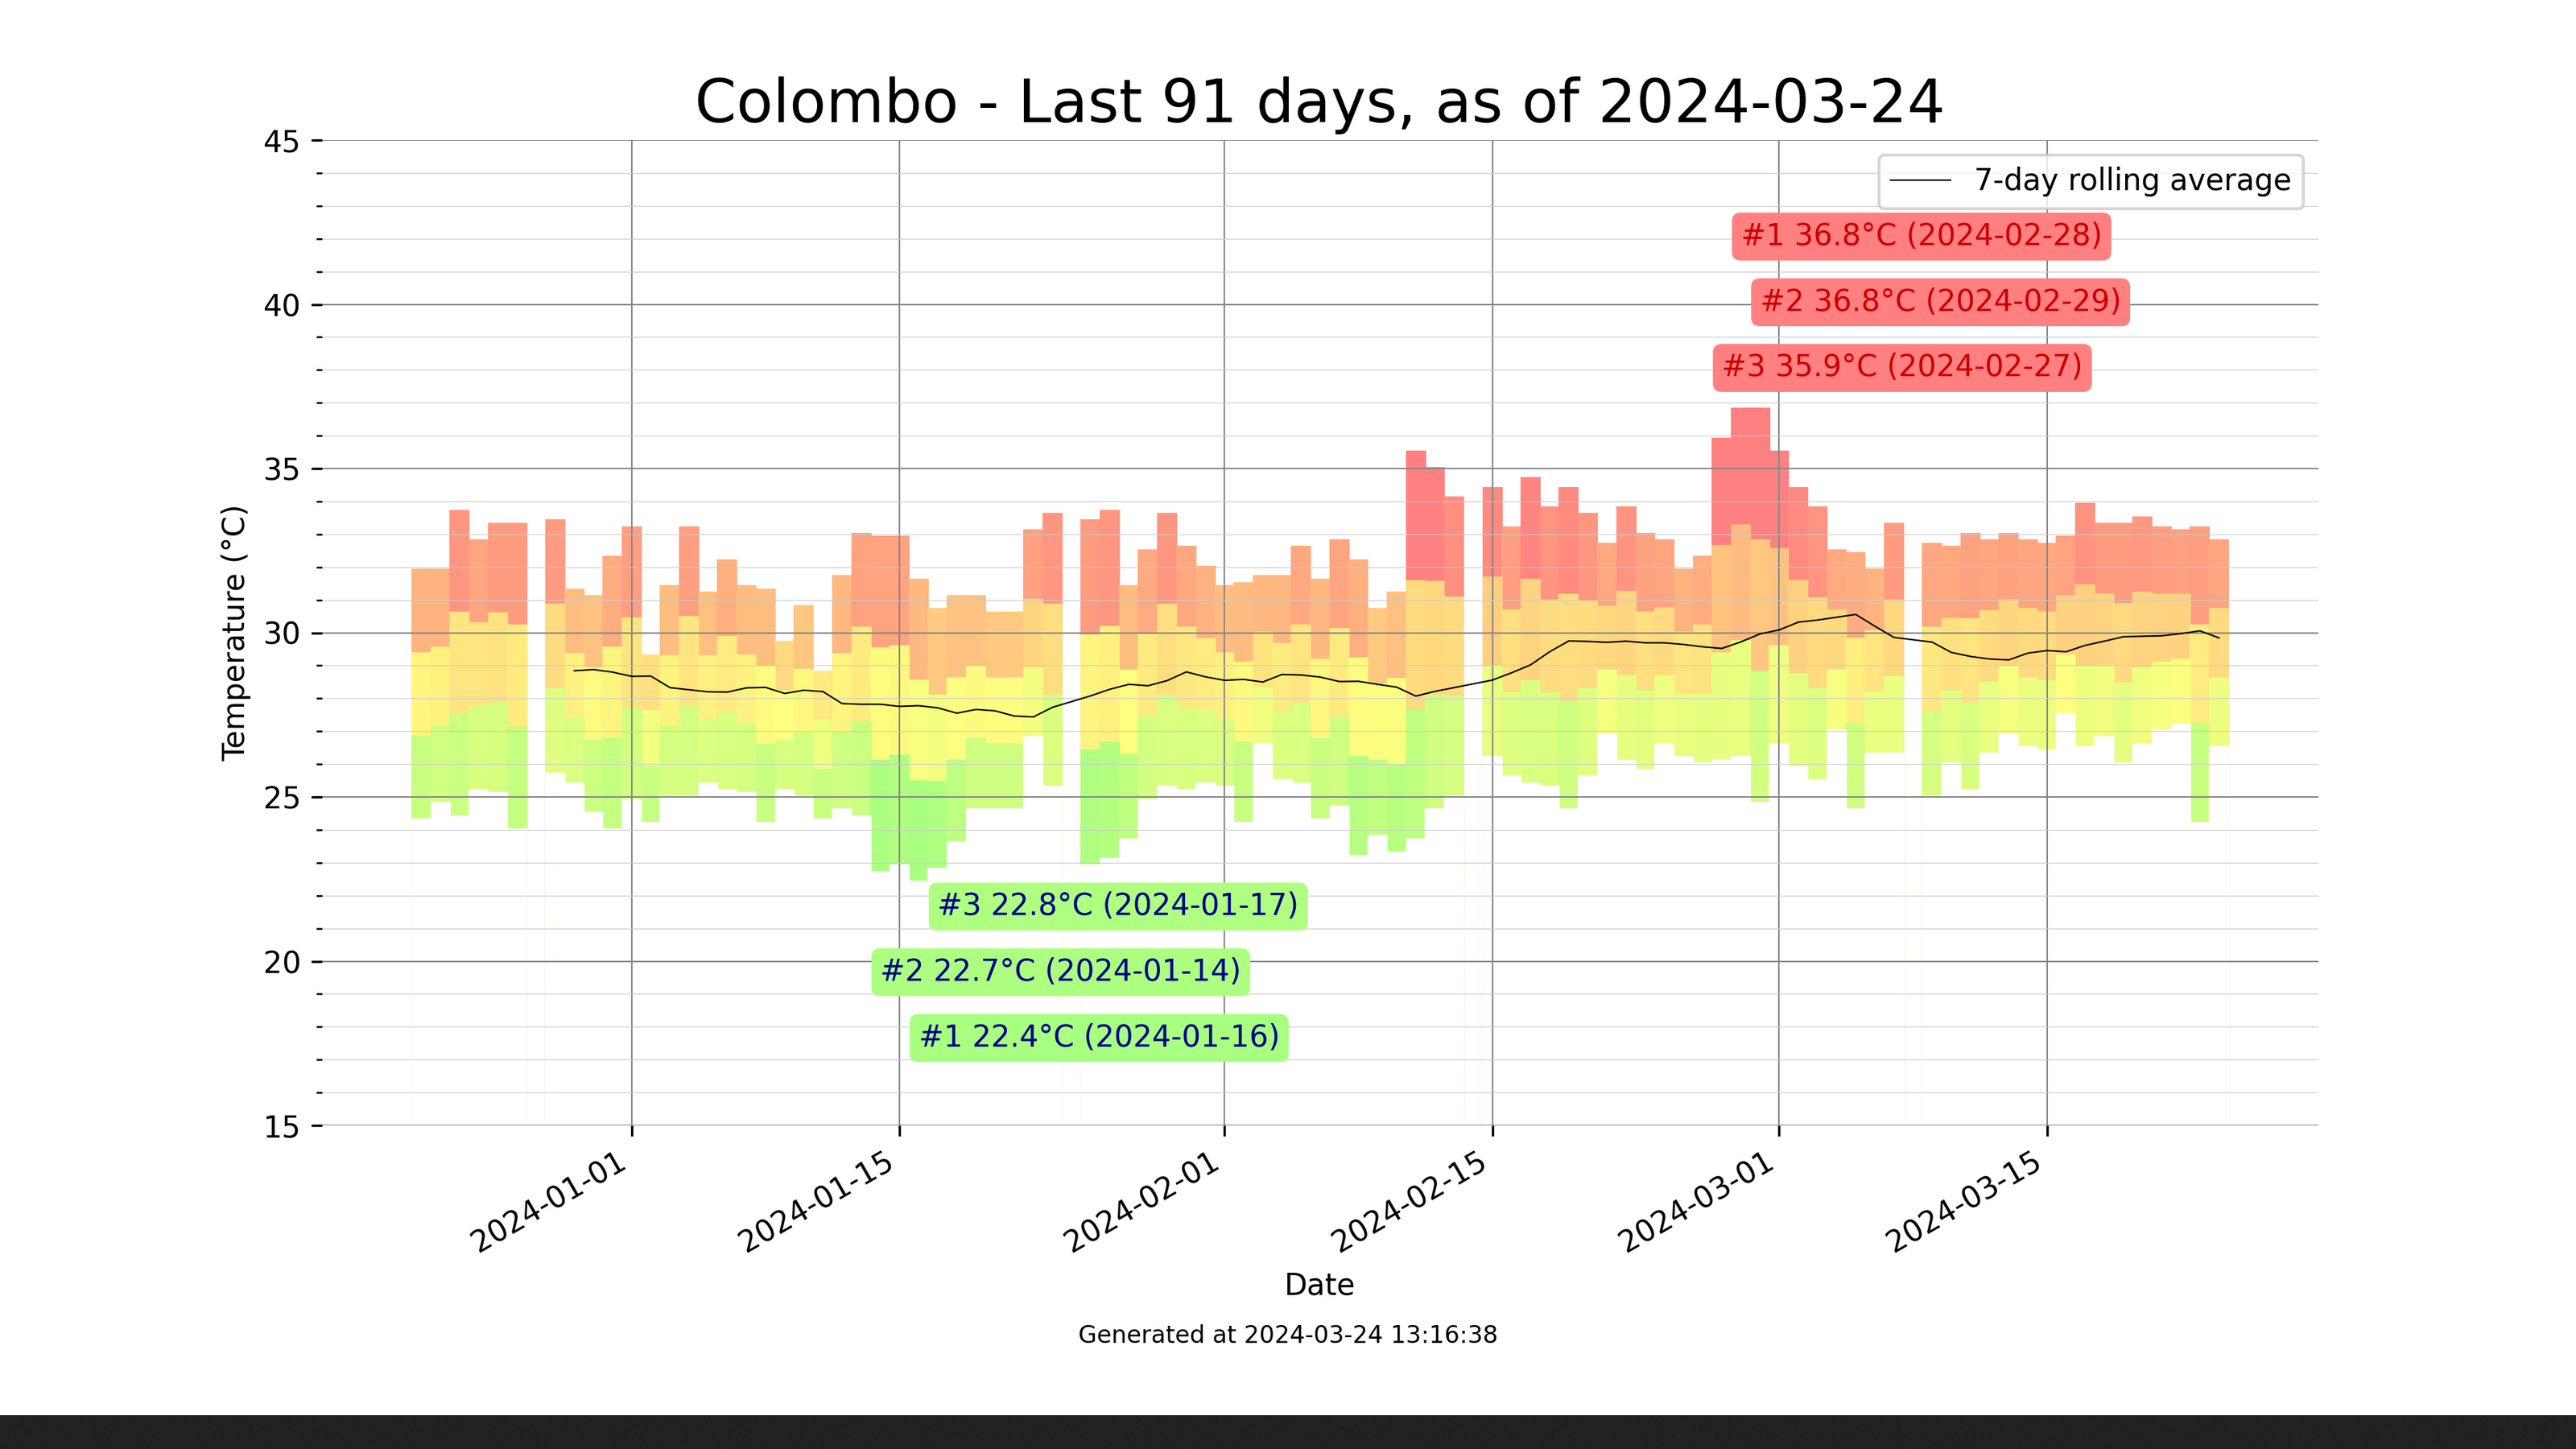 Colombo - Last 91 days, as of 2024-03-24
7-day rolling average
#1 36.8°C (2024-02-28)
#2 36.8°C (2024-02-29)
#3 35.9°C (2024-02-27)
#3 22.8°C (2024-01-17)
#2 22.7°C (2024-01-14)
#1 22.4°C (2024-01-16)
45
40
35
30
25
20
15
Temperature (°C)
2024-01-01
2024-01-15
2024-02-01
2024-02-15
2024-03-01
2024-03-15
Date
Generated at 2024-03-24 13:16:38